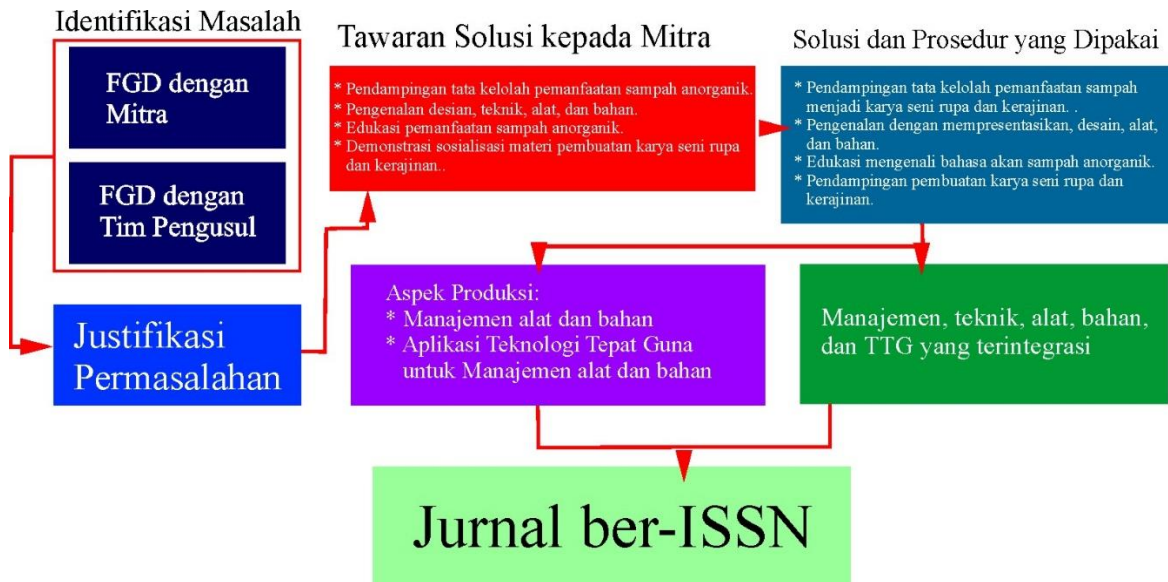 Identifikasi Masalah
FGD dengan
Mitra
FGD dengan
Tim Pengusul
Justifikasi
Permasalahan
Tawaran Solusi kepada Mitra
* Pendampingan tata kelolah pemanfaatan sampah anorganik.
* Pengenalan desian, teknik, alat, dan bahan.
* Edukasi pemanfaatan sampah anorganik.
* Demonstrasi sosialisasi materi pembuatan karya seni rupa
dan kerajinan..
Solusi dan Prosedur yang Dipakai
* Pendampingan tata kelolah pemanfaatan sampah
menjadi karya seni rupa dan kerajinan. .
* Pengenalan dengan mempresentasikan, desain, alat,
dan bahan.
* Edukasi mengenali bahasa akan sampah anorganik.
* Pendampingan pembuatan karya seni rupa dan
kerajinan.
Aspek Produksi:
* Manajemen alat dan bahan
* Aplikasi Teknologi Tepat Guna
untuk Manajemen alat dan bahan
Manajemen, teknik, alat, bahan,
dan TTG yang terintegrasi
Jurnal ber-ISSN